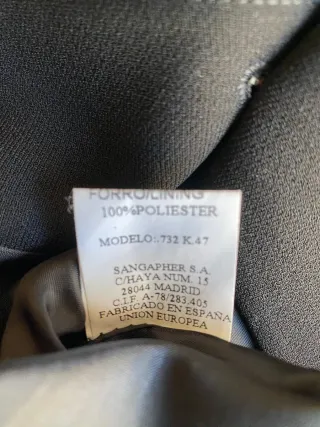 FORRO/LINING
100%POLIESTER
MODELO:.732 K.47
SANGAPHER S.A.
C/HAYA NUM. 15
28044 MADRID
C.I.F. A-78/283.405
FABRICADO EN ESPAÑA
UNION EUROPEA